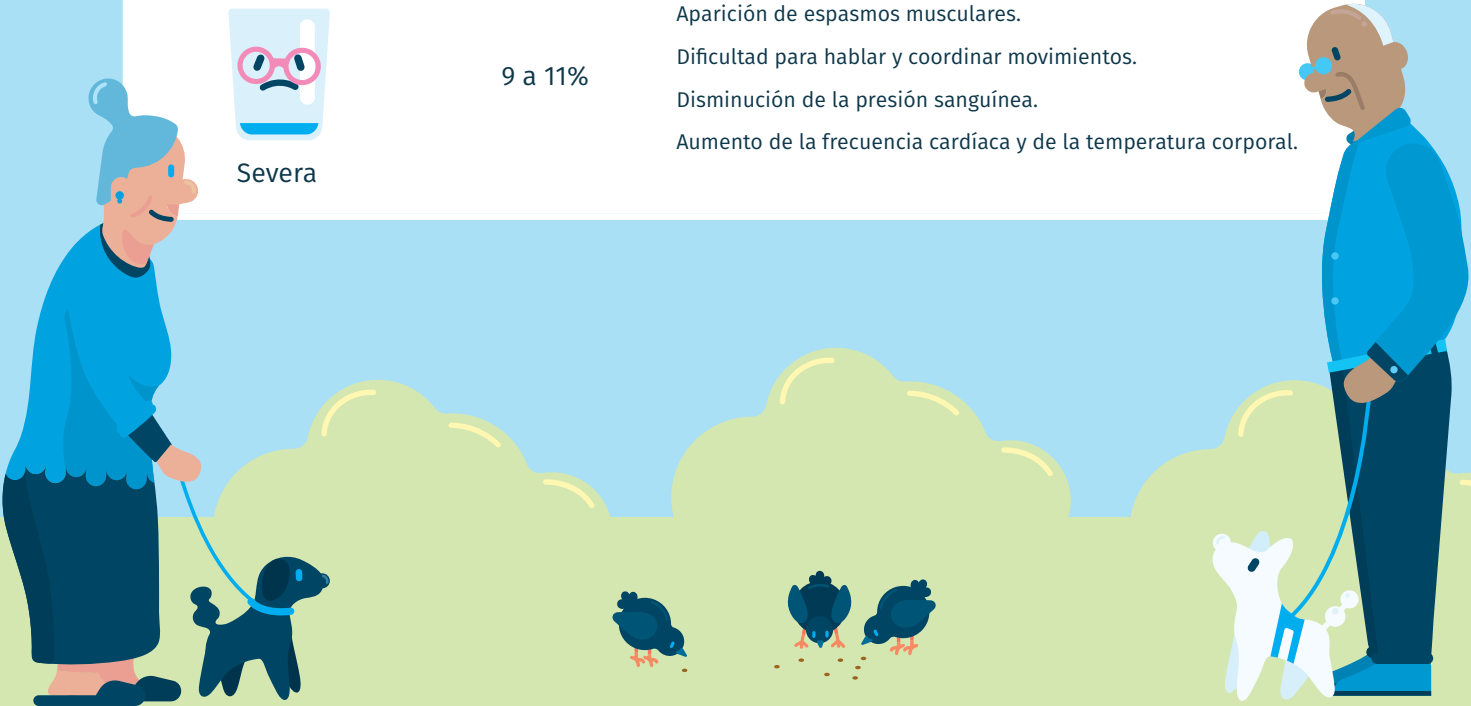 Aparición de espasmos musculares.
Dificultad para hablar y coordinar movimientos.
9 a 11%
Disminución de la presión sanguínea.
Aumento de la frecuencia cardíaca y de la temperatura corporal.
Severa